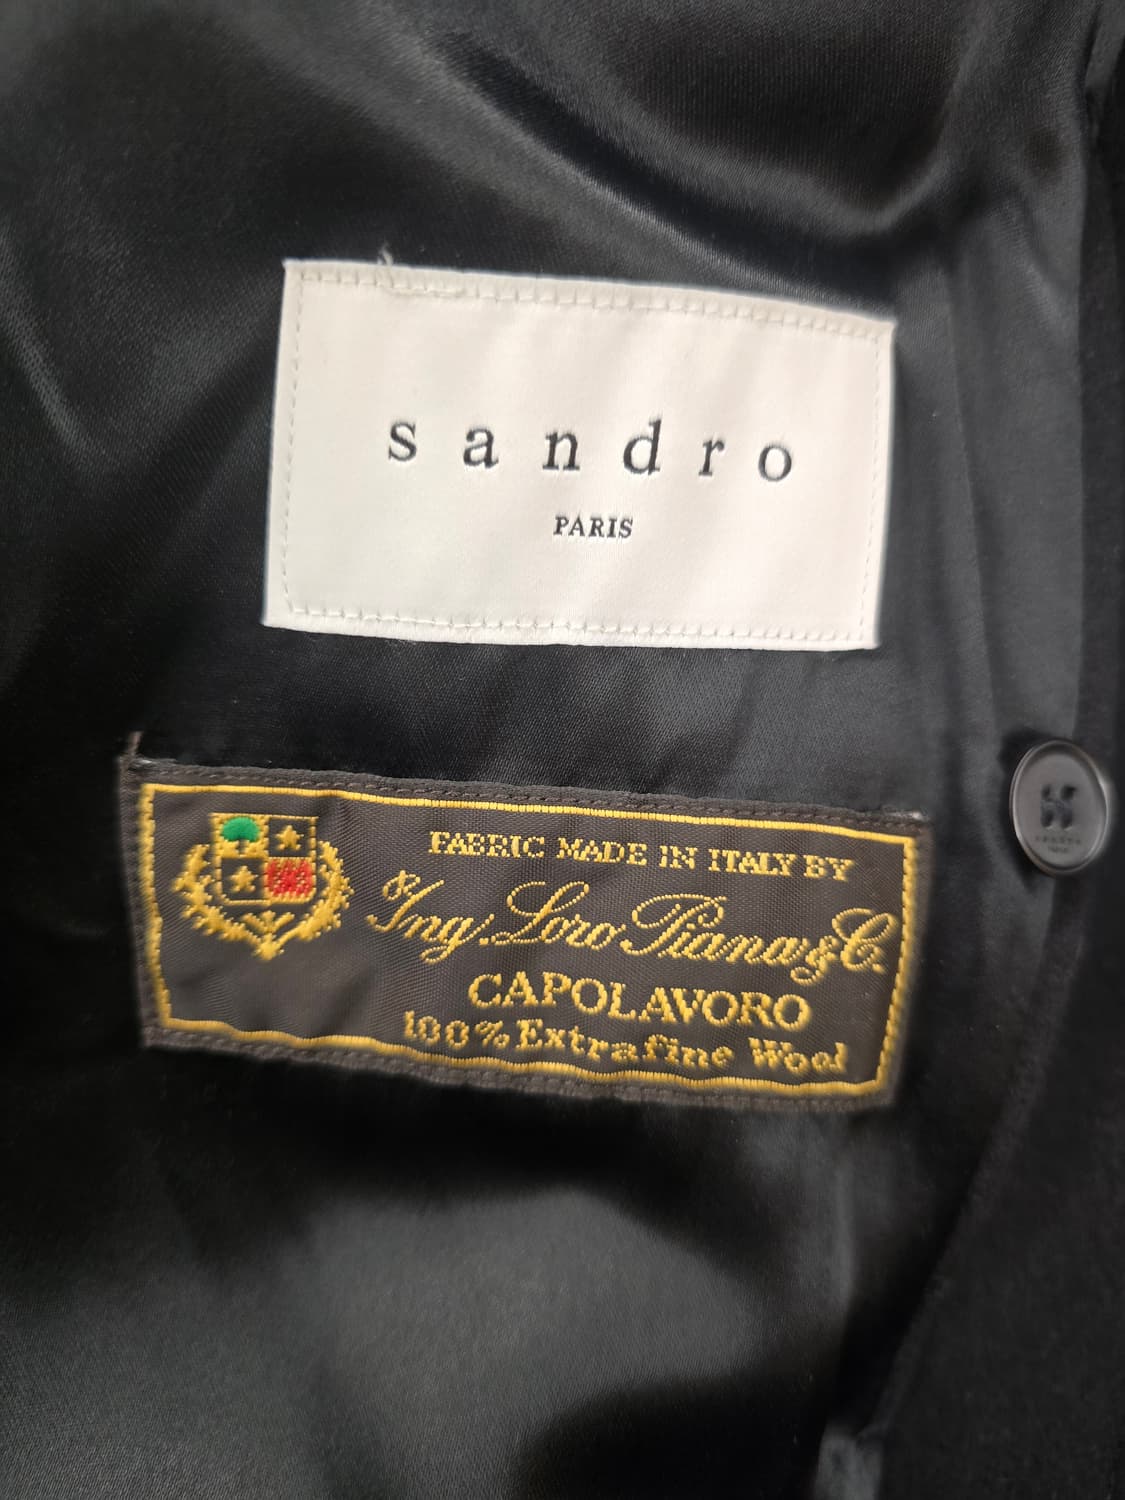 sandro
PARIS
FABRIC MADE IN ITALY BY
Ing. Loro Piana & C.
CAPOLAVORO
100% Extrafine Wool